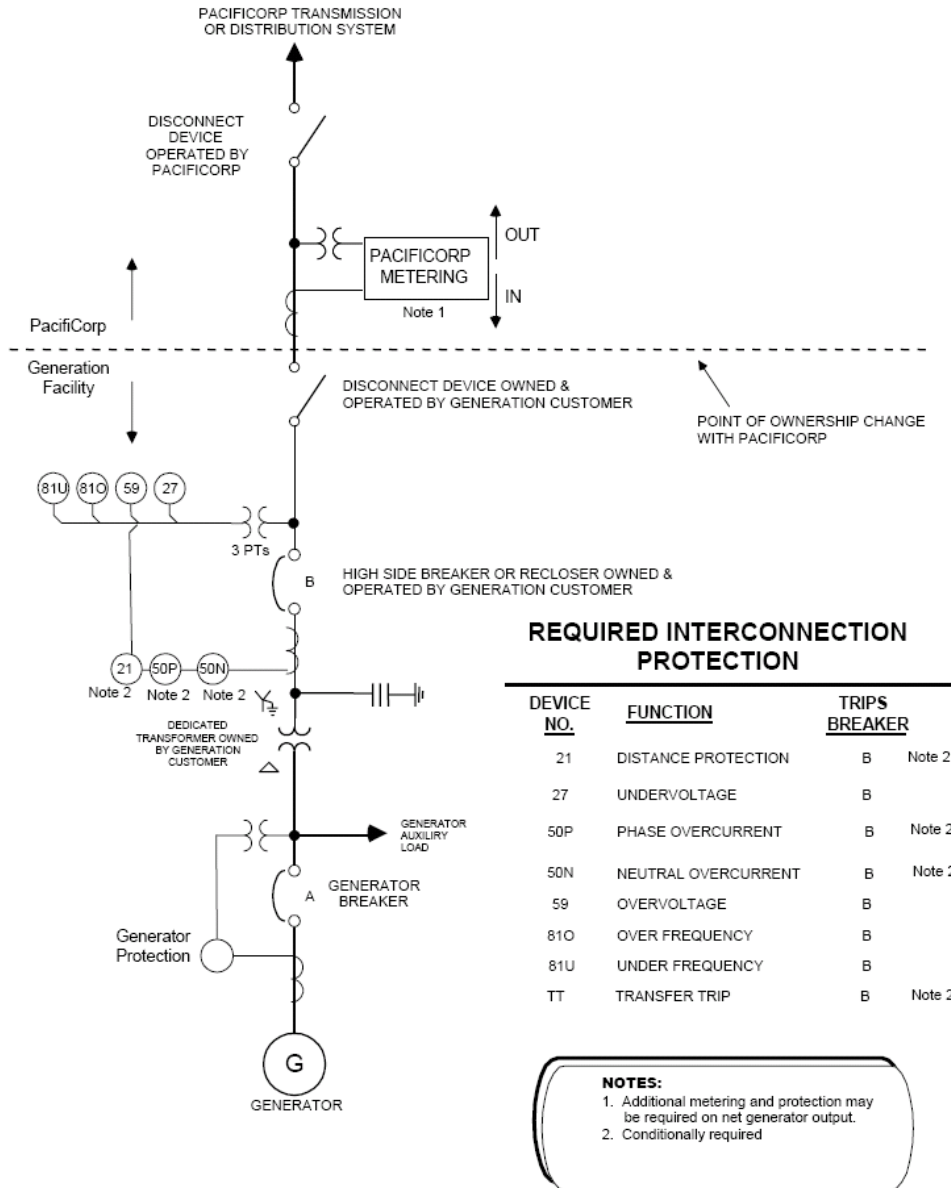 PACIFICORP TRANSMISSION
OR DISTRIBUTION SYSTEM
DISCONNECT
DEVICE
OPERATED BY
PACIFICORP
OUT
PACIFICORP
METERING
IN
Note 1
PacifiCorp
Generation
Facility
DISCONNECT DEVICE OWNED &
OPERATED BY GENERATION CUSTOMER
POINT OF OWNERSHIP CHANGE
WITH PACIFICORP
81U 81O 59 27
3 PTs
B
HIGH SIDE BREAKER OR RECLOSER OWNED &
OPERATED BY GENERATION CUSTOMER
21 50P 50N
Note 2 Note 2 Note 2
DEDICATED
TRANSFORMER OWNED
BY GENERATION
CUSTOMER
GENERATOR
AUXILIRY
LOAD
A
GENERATOR
BREAKER
Generator
Protection
G
GENERATOR
REQUIRED INTERCONNECTION
PROTECTION
DEVICE NO. FUNCTION TRIPS BREAKER
21 DISTANCE PROTECTION B Note 2
27 UNDERVOLTAGE B
50P PHASE OVERCURRENT B Note 2
50N NEUTRAL OVERCURRENT B Note 2
59 OVERVOLTAGE B
81O OVER FREQUENCY B
81U UNDER FREQUENCY B
TT TRANSFER TRIP B Note 2
NOTES:
1. Additional metering and protection may
be required on net generator output.
2. Conditionally required